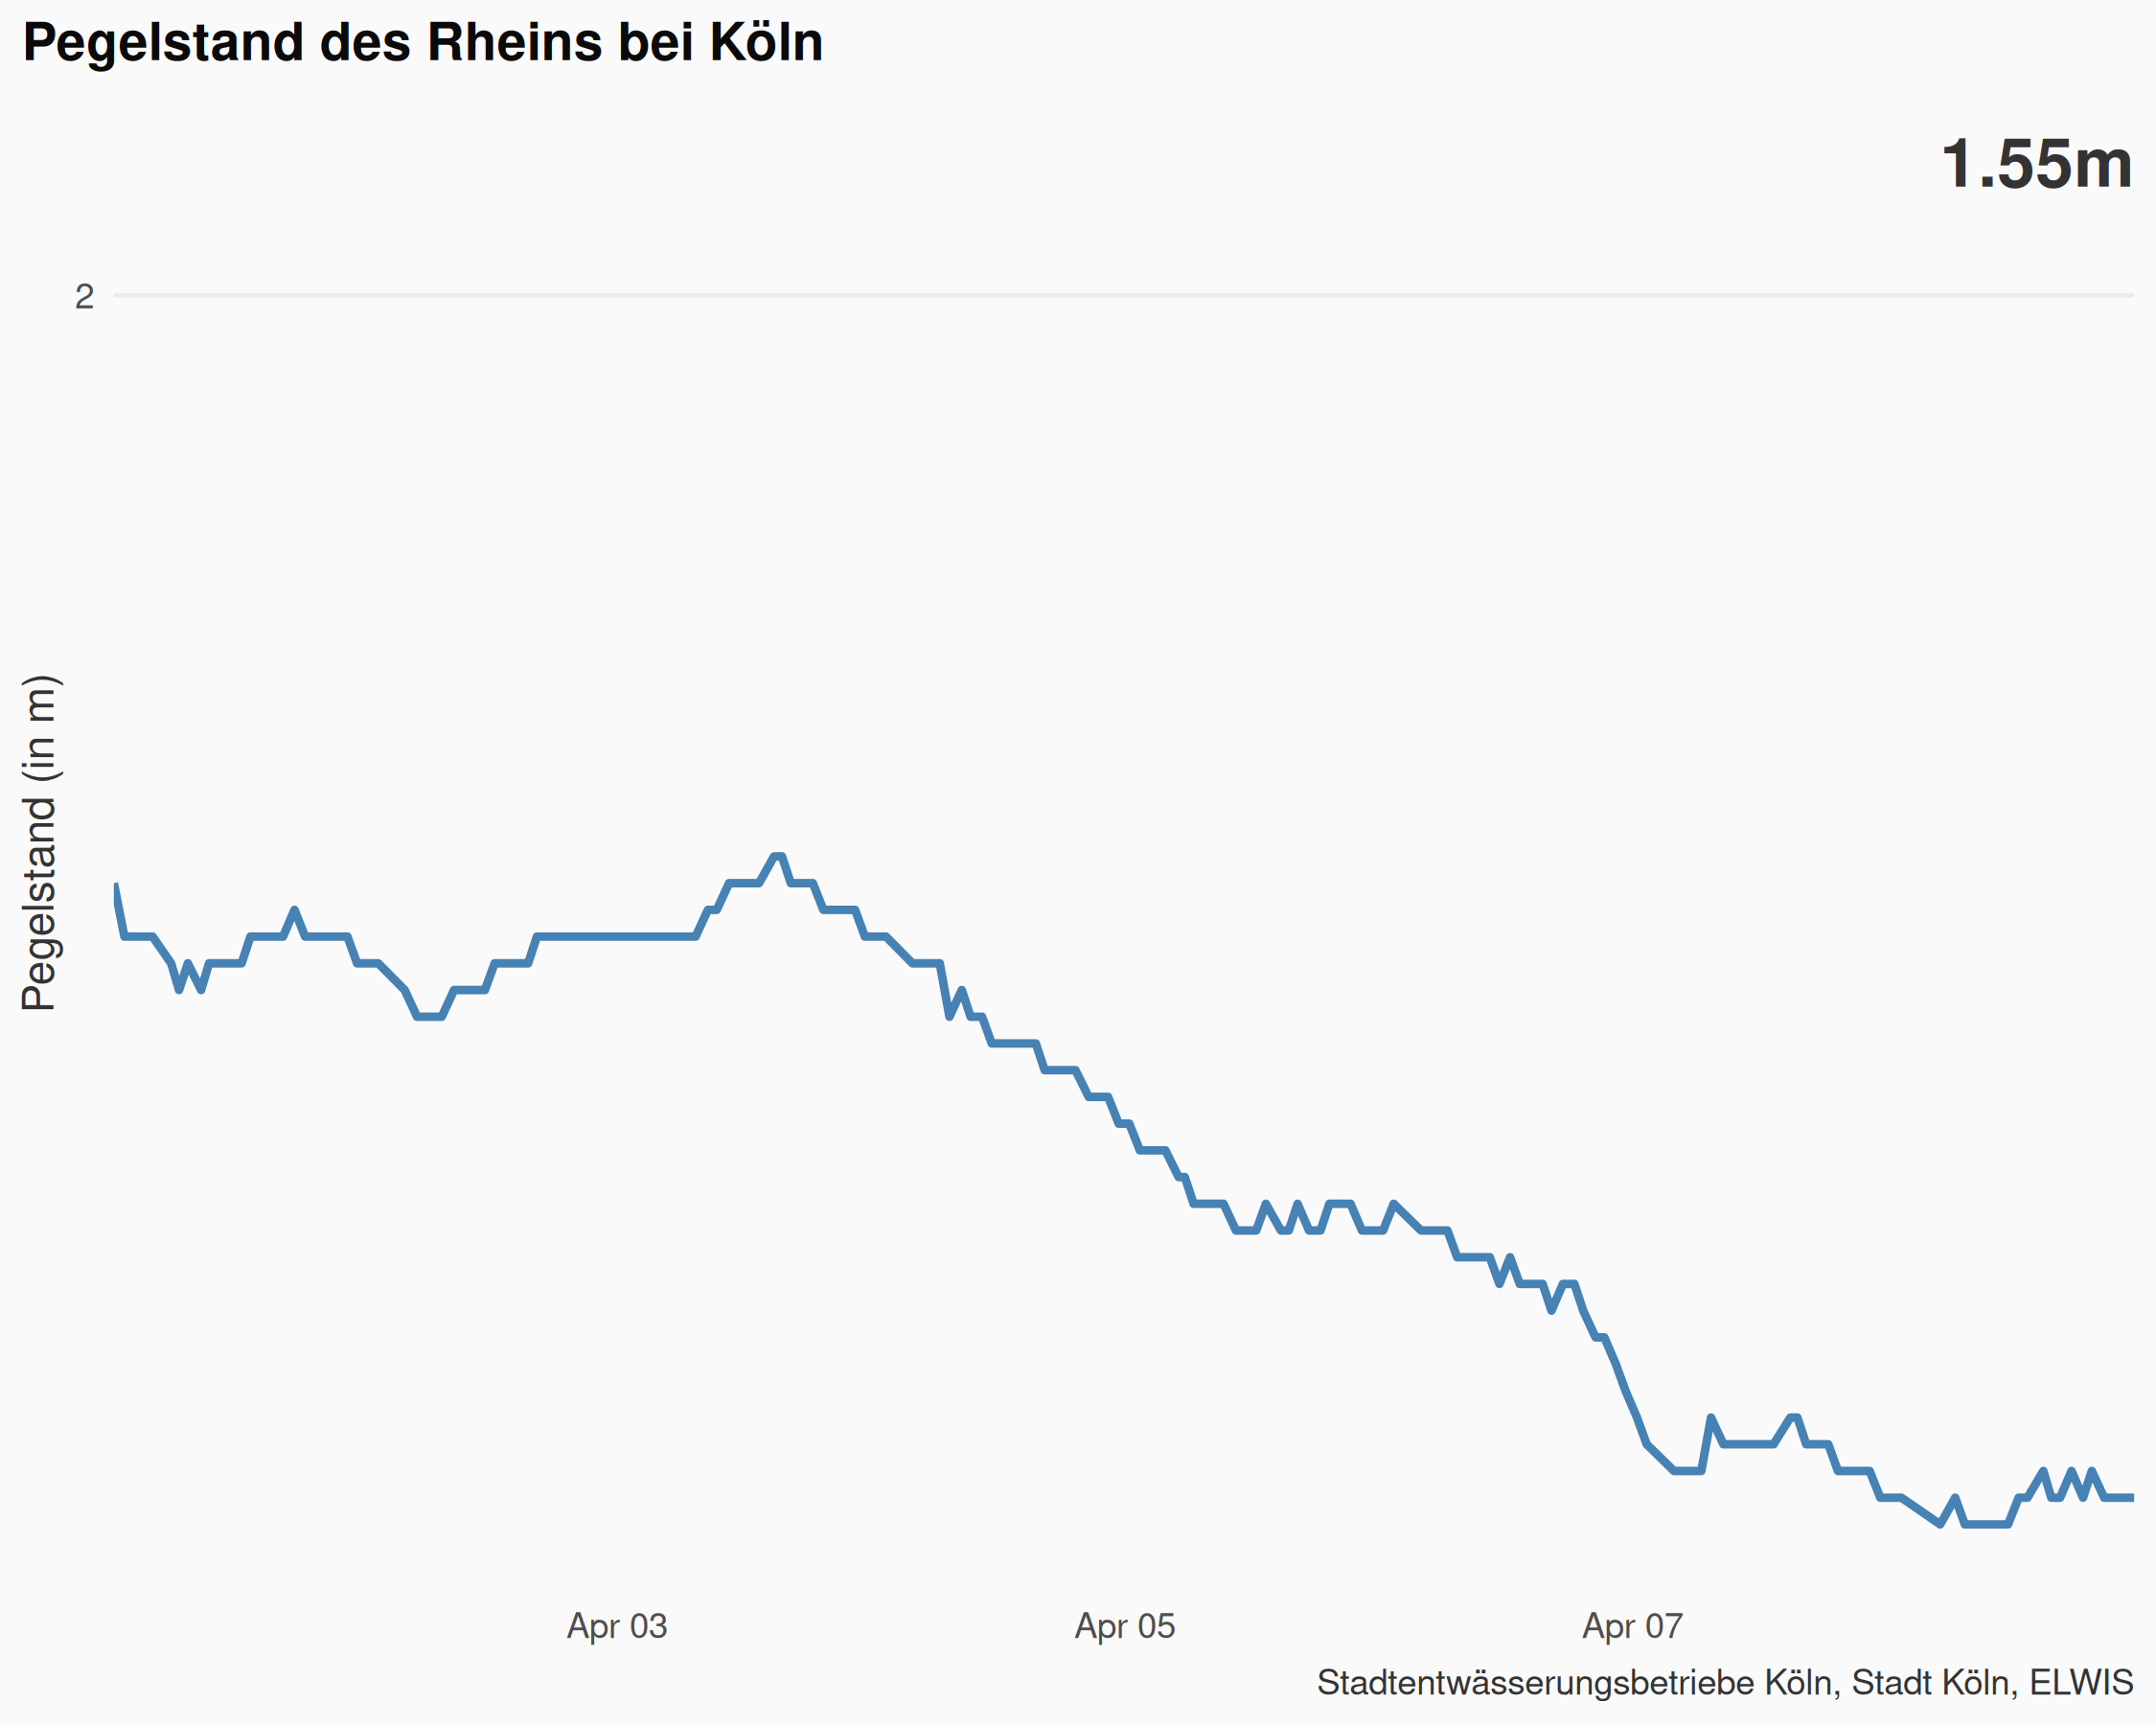 Pegelstand des Rheins bei Köln
1.55m
2
Pegelstand (in m)
Apr 03
Apr 05
Apr 07
Stadtentwässerungsbetriebe Köln, Stadt Köln, ELWIS